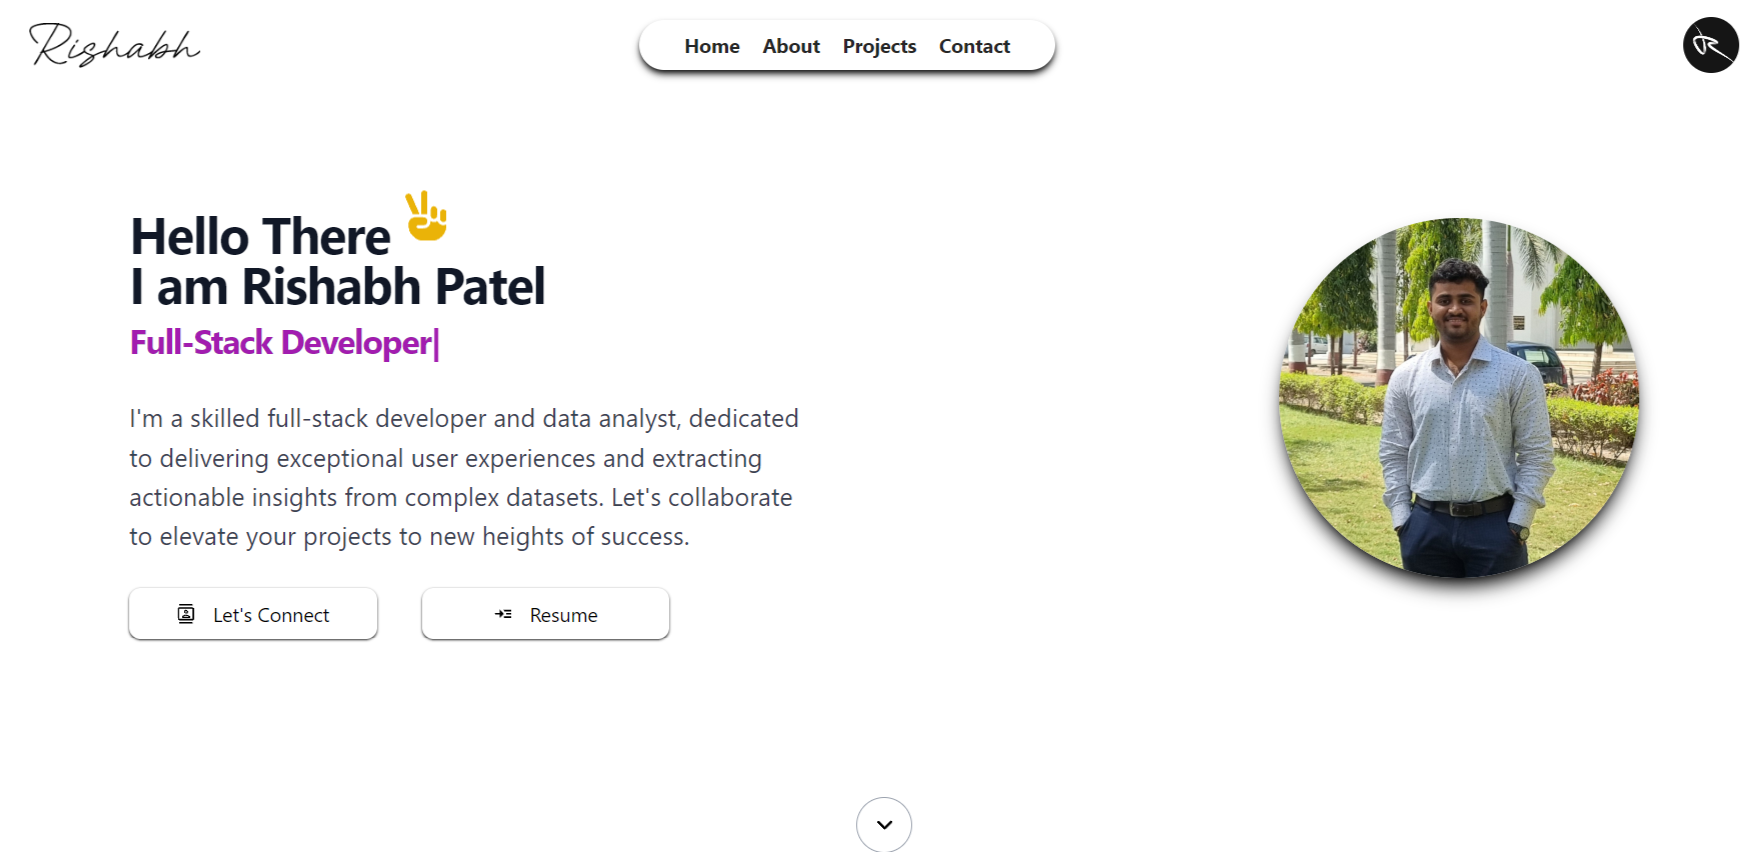 Rishabh
Home About Projects Contact
Hello There
I am Rishabh Patel
Full-Stack Developer|
I'm a skilled full-stack developer and data analyst, dedicated
to delivering exceptional user experiences and extracting
actionable insights from complex datasets. Let's collaborate
to elevate your projects to new heights of success.
Let's Connect
Resume